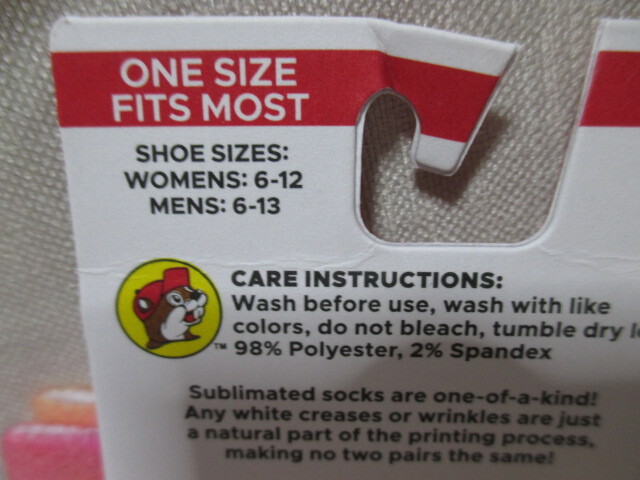 ONE SIZE
FITS MOST
SHOE SIZES:
WOMENS: 6-12
MENS: 6-13
CARE INSTRUCTIONS:
Wash before use, wash with like
colors, do not bleach, tumble dry
TM 98% Polyester, 2% Spandex
Sublimated socks are one-of-a-kind!
Any white creases or wrinkles are just
a natural part of the printing process,
making no two pairs the same!